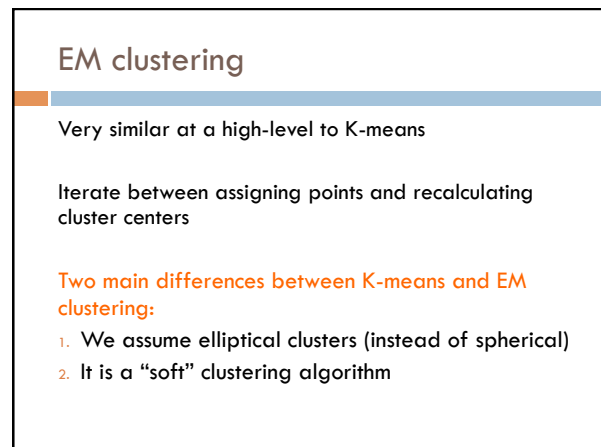 EM clustering
Very similar at a high-level to K-means
Iterate between assigning points and recalculating
cluster centers
Two main differences between K-means and EM
clustering:
1. We assume elliptical clusters (instead of spherical)
2. It is a “soft” clustering algorithm